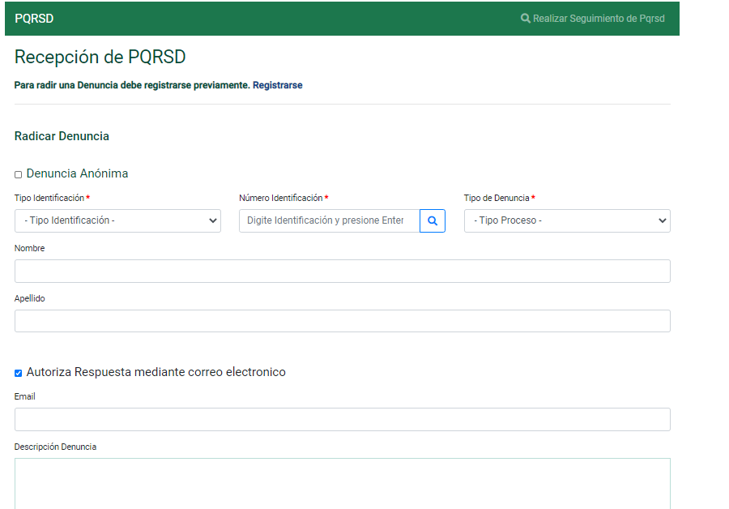 PQRSD
Realizar Seguimiento de Pqrsd
Recepción de PQRSD
Para radir una Denuncia debe registrarse previamente. Registrarse
Radicar Denuncia
Denuncia Anónima
Tipo Identificación *
Número Identificación *
Tipo de Denuncia *
- Tipo Identificación -
Digite Identificación y presione Enter
- Tipo Proceso -
Nombre
Apellido
Autoriza Respuesta mediante correo electronico
Email
Descripción Denuncia